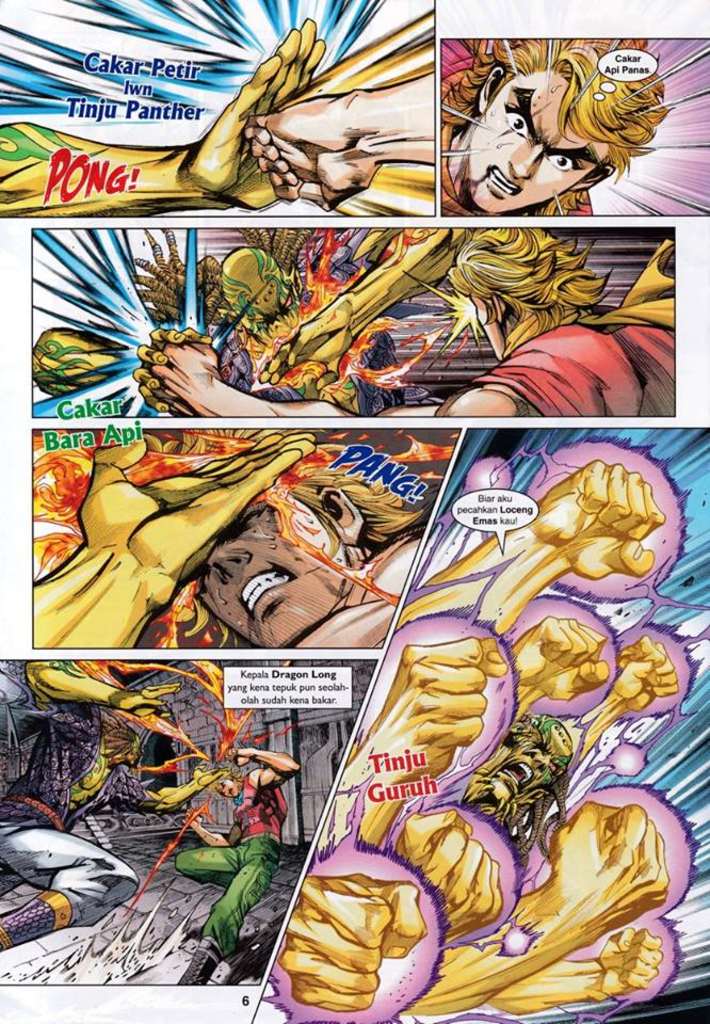 Cakar Petir
lwn
Tinju Panther
PONG!
Cakar
Api Panas.
Cakar
Bara Api
PANG!
Biar aku
pecahkan Loceng
Emas kau!
Kepala Dragon Long
yang kena tepuk pun seolah-
olah sudah kena bakar.
Tinju
Guruh
6